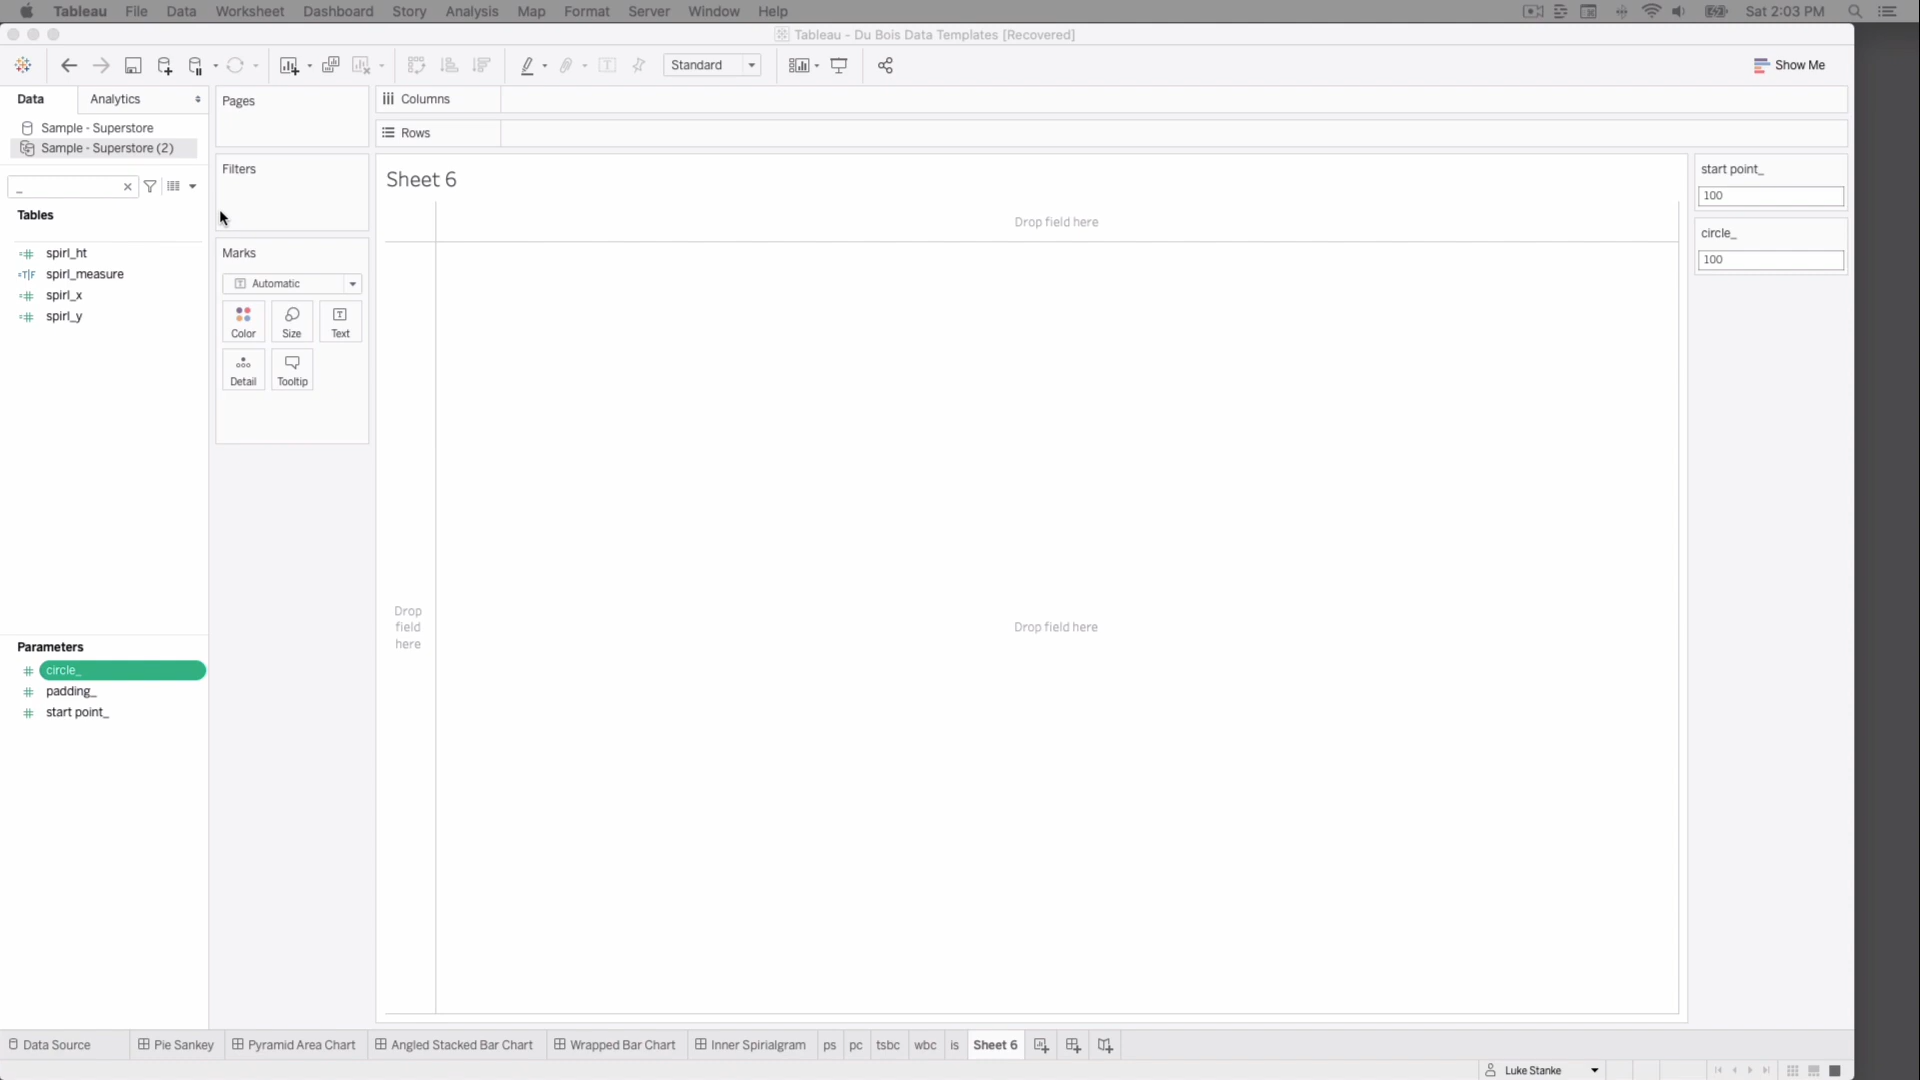 Tableau File Data Worksheet Dashboard Story Analysis Map Format Server Window Help Sat 2:03 PM
Tableau - Du Bois Data Templates [Recovered]
Standard
Show Me
Data Analytics
Sample - Superstore
Sample - Superstore (2)
_
Tables
spirl_ht
spirl_measure
spirl_x
spirl_y
Parameters
circle_
padding_
start point_
Pages
Filters
Marks
Automatic
Color Size Text
Detail Tooltip
Columns
Rows
Sheet 6
Drop field here
Drop
field
here
Drop field here
start point_
100
circle_
100
Data Source Pie Sankey Pyramid Area Chart Angled Stacked Bar Chart Wrapped Bar Chart Inner Spirialgram ps pc tsbc wbc is Sheet 6
Luke Stanke